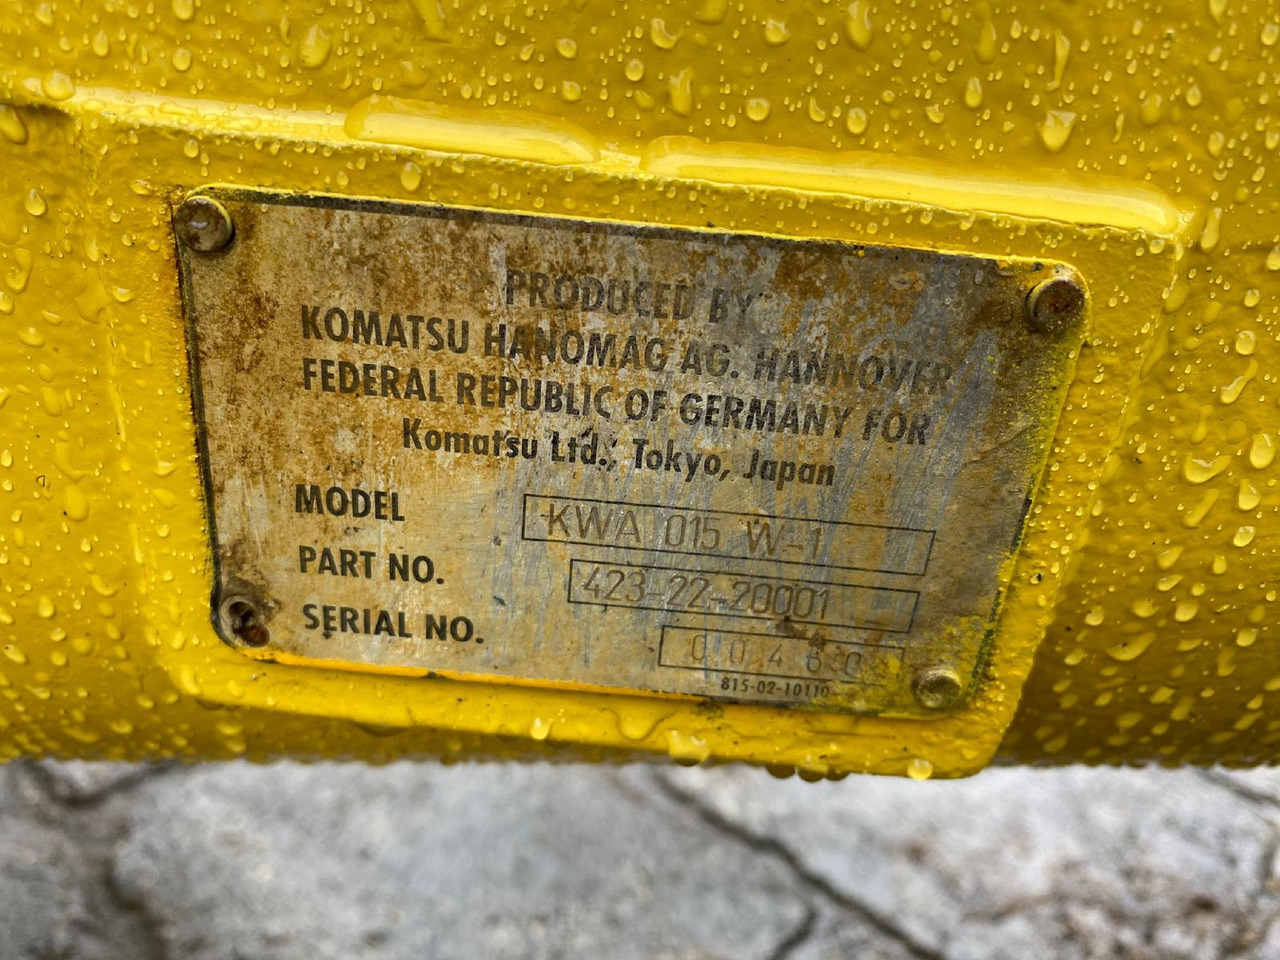 PRODUCED BY
KOMATSU HANOMAG AG. HANNOVER
FEDERAL REPUBLIC OF GERMANY FOR
Komatsu Ltd., Tokyo, Japan
MODEL KWA 015 W-1
PART NO. 423-22-20001
SERIAL NO.
815-02-10110